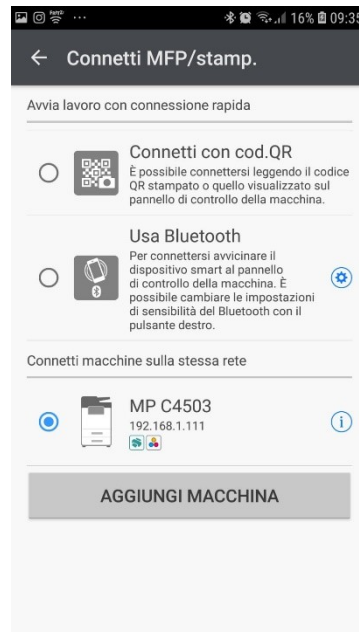 16% 09:35
Connetti MFP/stamp.
Avvia lavoro con connessione rapida
Connetti con cod.QR
È possibile connettersi leggendo il codice
QR stampato o quello visualizzato sul
pannello di controllo della macchina.
Usa Bluetooth
Per connettersi avvicinare il
dispositivo smart al pannello
di controllo della macchina. È
possibile cambiare le impostazioni
di sensibilità del Bluetooth con il
pulsante destro.
Connetti macchine sulla stessa rete
MP C4503
192.168.1.111
AGGIUNGI MACCHINA